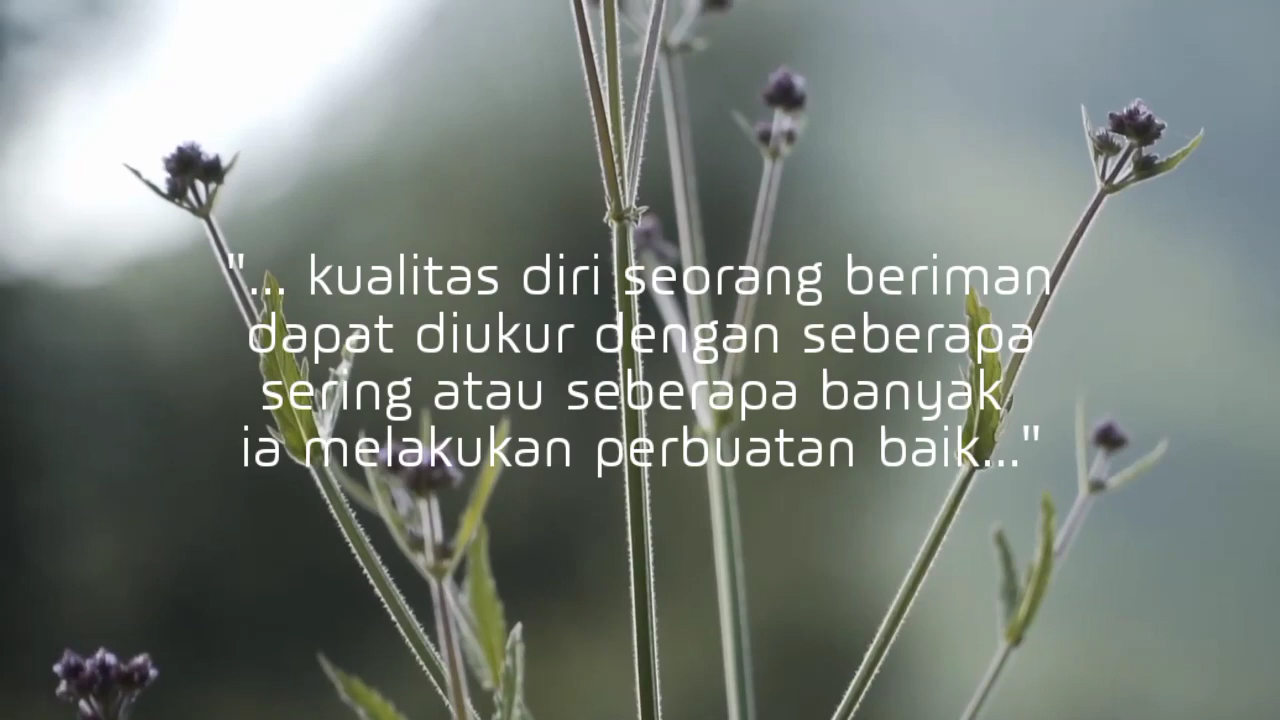 "... kualitas diri seorang beriman
dapat diukur dengan seberapa
sering atau seberapa banyak
ia melakukan perbuatan baik..."